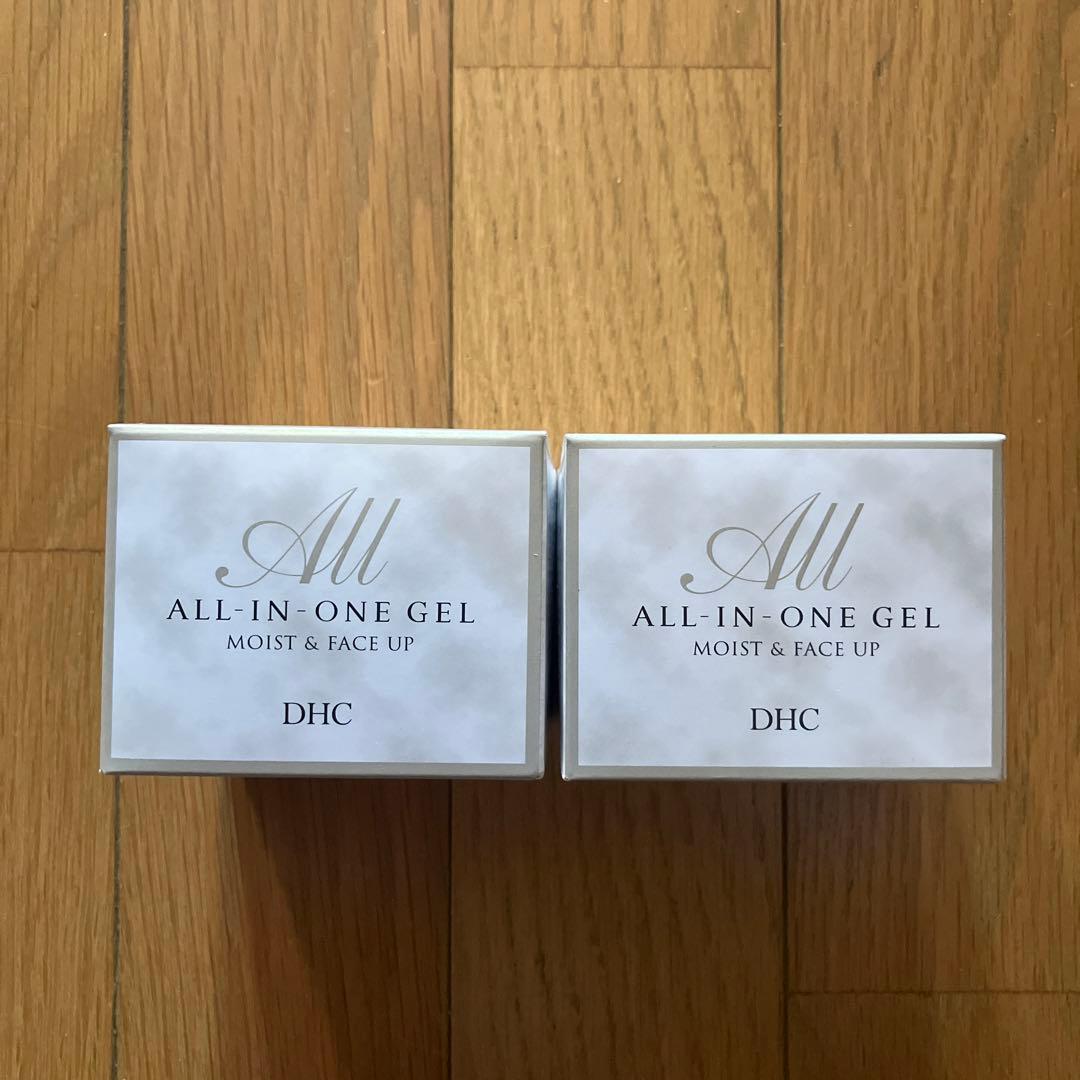 All
ALL-IN-ONE GEL
MOIST & FACE UP
DHC
All
ALL-IN-ONE GEL
MOIST & FACE UP
DHC